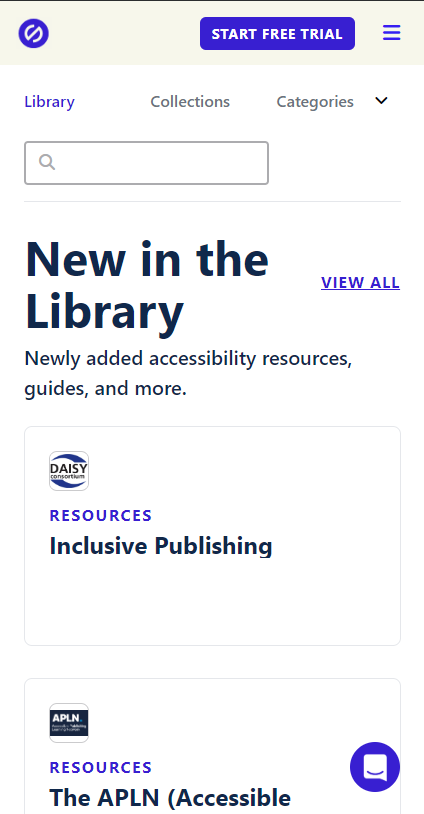 START FREE TRIAL
Library
Collections
Categories
New in the
Library
VIEW ALL
Newly added accessibility resources,
guides, and more.
DAISY
consortium
RESOURCES
Inclusive Publishing
APLN
RESOURCES
The APLN (Accessible